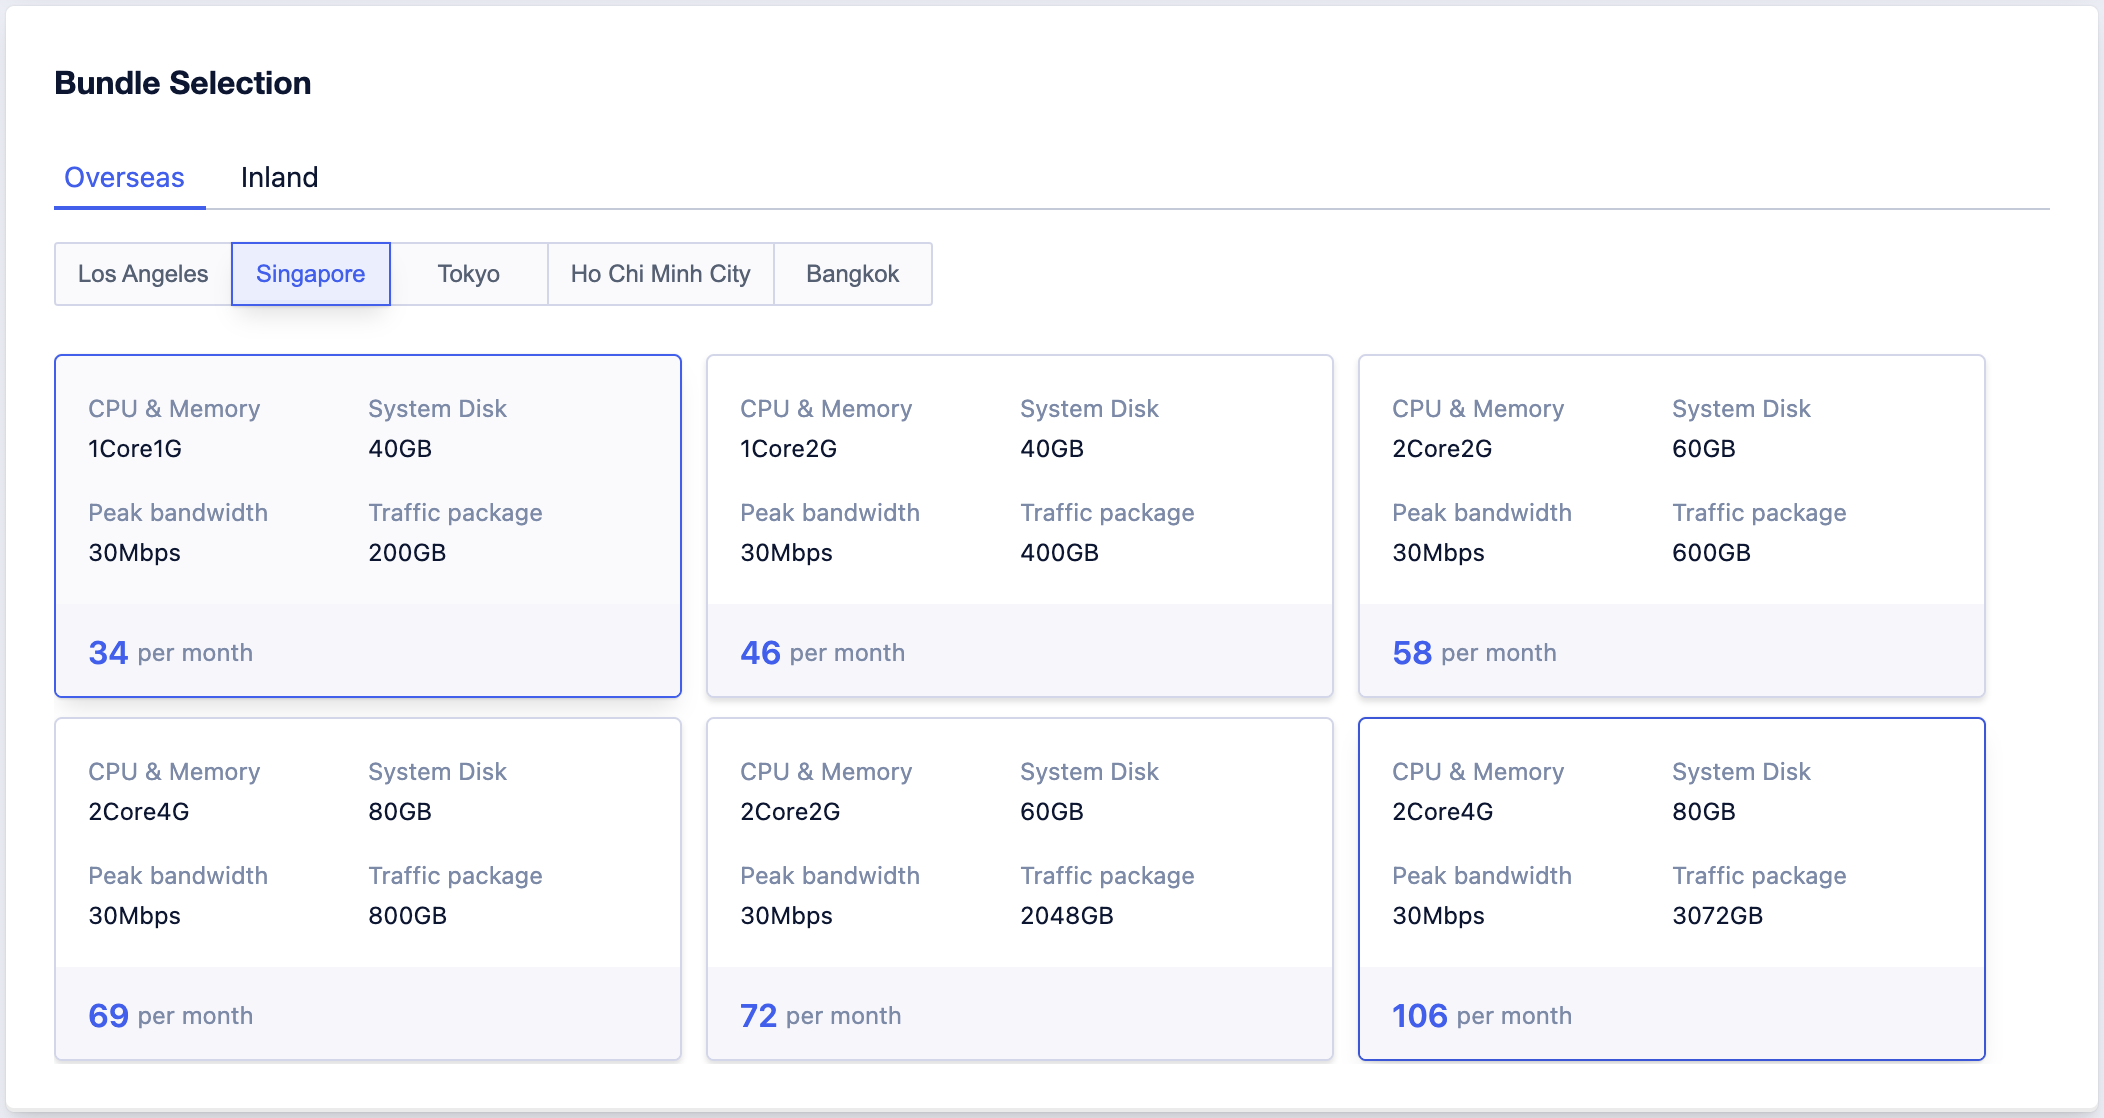 Bundle Selection
Overseas Inland
Los Angeles Singapore Tokyo Ho Chi Minh City Bangkok
CPU & Memory System Disk
1Core1G 40GB
Peak bandwidth Traffic package
30Mbps 200GB
34 per month
CPU & Memory System Disk
1Core2G 40GB
Peak bandwidth Traffic package
30Mbps 400GB
46 per month
CPU & Memory System Disk
2Core2G 60GB
Peak bandwidth Traffic package
30Mbps 600GB
58 per month
CPU & Memory System Disk
2Core4G 80GB
Peak bandwidth Traffic package
30Mbps 800GB
69 per month
CPU & Memory System Disk
2Core2G 60GB
Peak bandwidth Traffic package
30Mbps 2048GB
72 per month
CPU & Memory System Disk
2Core4G 80GB
Peak bandwidth Traffic package
30Mbps 3072GB
106 per month